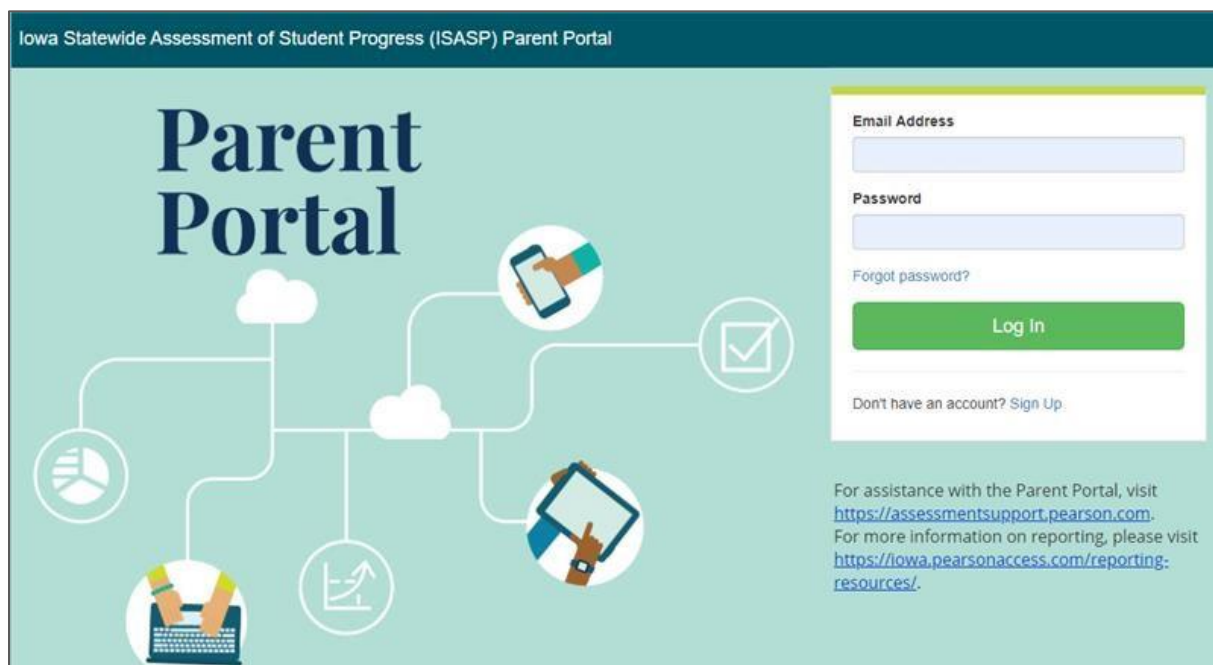 Iowa Statewide Assessment of Student Progress (ISASP) Parent Portal
Parent
Portal
Email Address
Password
Forgot password?
Log In
Don't have an account? Sign Up
For assistance with the Parent Portal, visit
https://assessmentsupport.pearson.com.
For more information on reporting, please visit
https://iowa.pearsonaccess.com/reporting-
resources/.